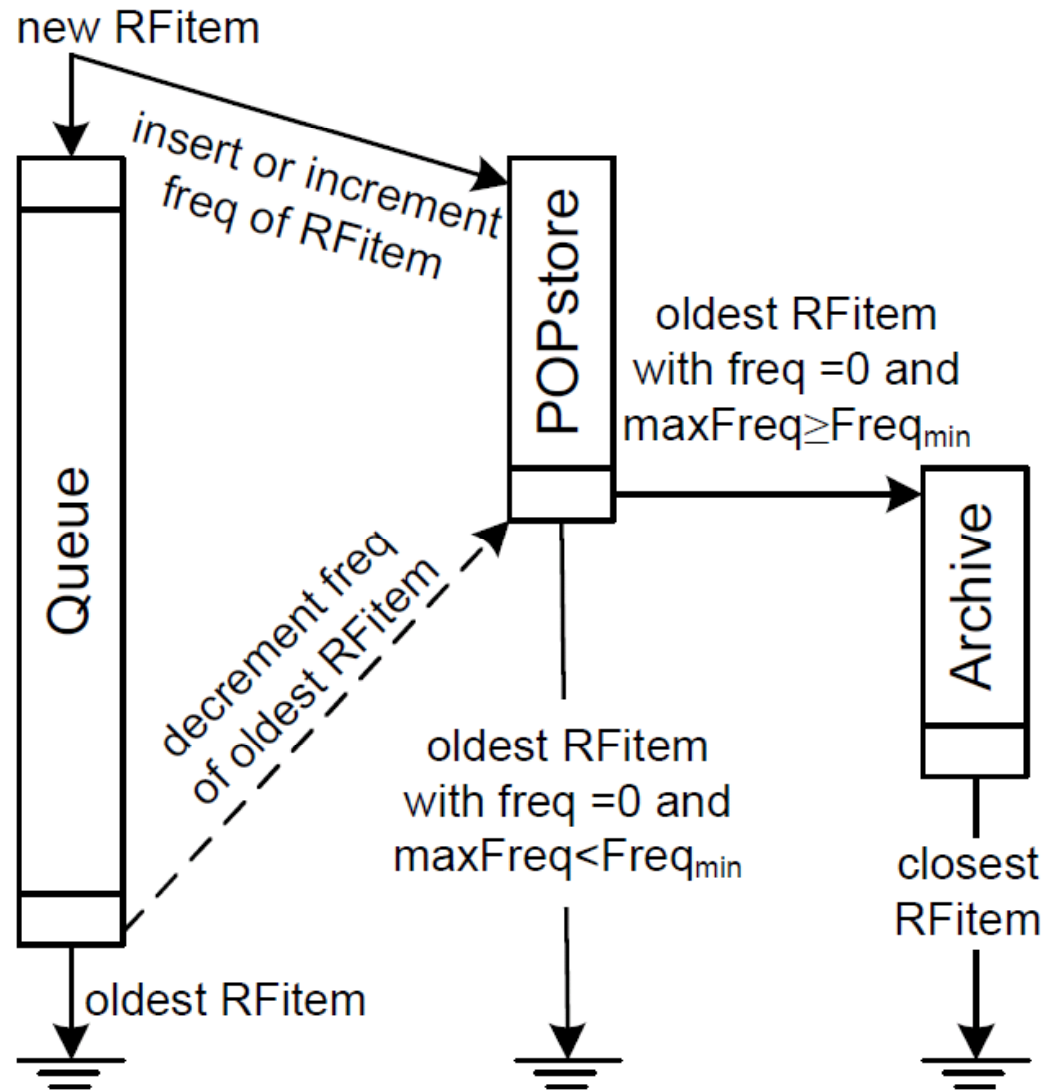 new RFitem
insert or increment
freq of RFitem
POPstore
oldest RFitem
with freq =0 and
maxFreq≥Freqmin
Queue
decrement freq
of oldest RFitem
Archive
oldest RFitem
with freq =0 and
maxFreq<Freqmin
closest
RFitem
oldest RFitem